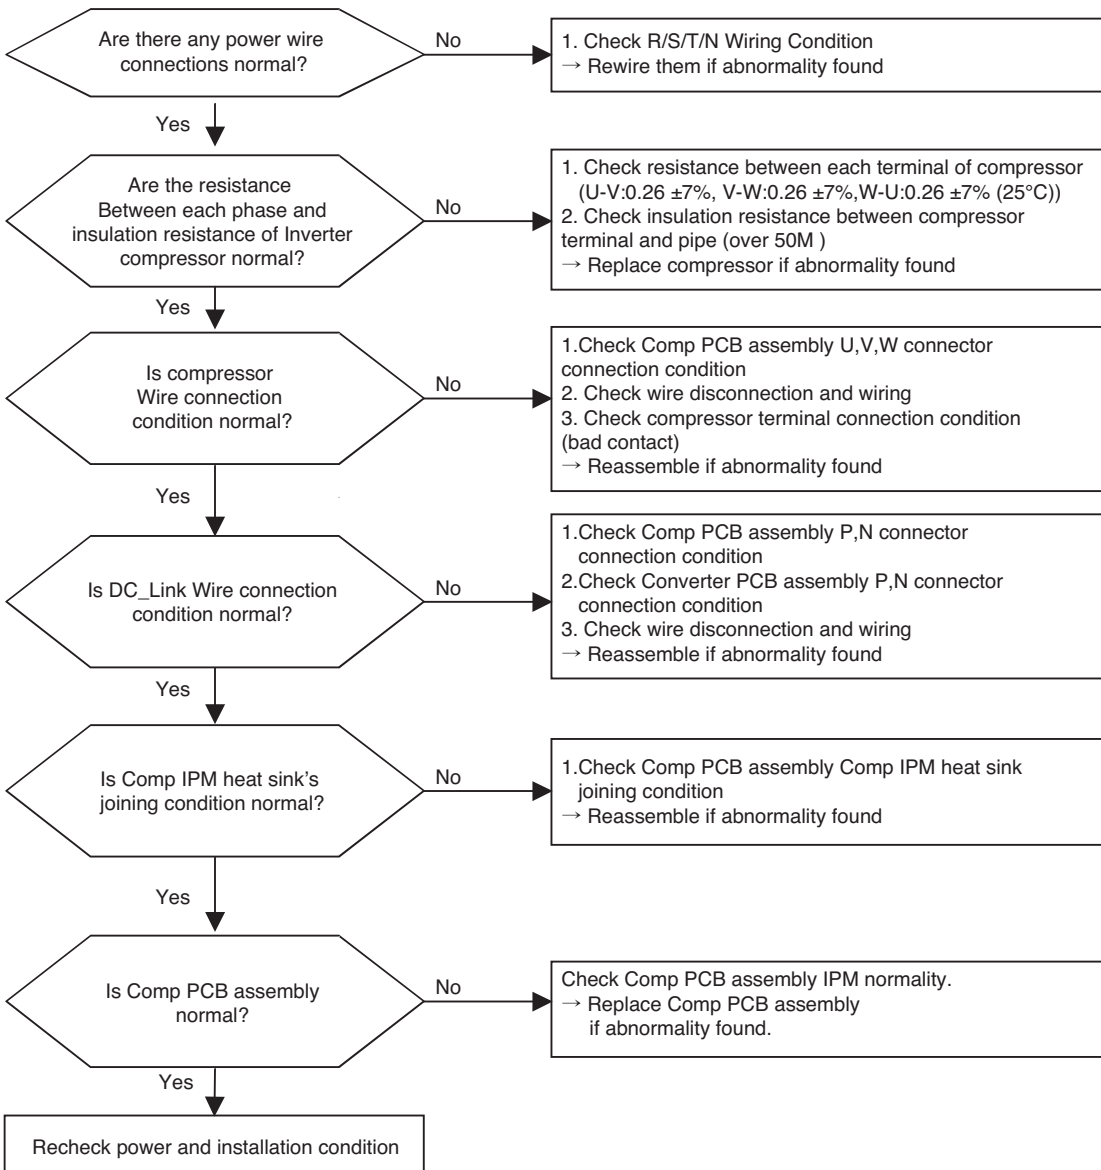 Are there any power wire
connections normal?
No
1. Check R/S/T/N Wiring Condition
→ Rewire them if abnormality found
Yes
Are the resistance
Between each phase and
insulation resistance of Inverter
compressor normal?
No
1. Check resistance between each terminal of compressor
(U-V:0.26 ±7%, V-W:0.26 ±7%,W-U:0.26 ±7% (25°C))
2. Check insulation resistance between compressor
terminal and pipe (over 50M )
→ Replace compressor if abnormality found
Yes
Is compressor
Wire connection
condition normal?
No
1.Check Comp PCB assembly U,V,W connector
connection condition
2. Check wire disconnection and wiring
3. Check compressor terminal connection condition
(bad contact)
→ Reassemble if abnormality found
Yes
Is DC_Link Wire connection
condition normal?
No
1.Check Comp PCB assembly P,N connector
connection condition
2.Check Converter PCB assembly P,N connector
connection condition
3. Check wire disconnection and wiring
→ Reassemble if abnormality found
Yes
Is Comp IPM heat sink's
joining condition normal?
No
1.Check Comp PCB assembly Comp IPM heat sink
joining condition
→ Reassemble if abnormality found
Yes
Is Comp PCB assembly
normal?
No
Check Comp PCB assembly IPM normality.
→ Replace Comp PCB assembly
if abnormality found.
Yes
Recheck power and installation condition